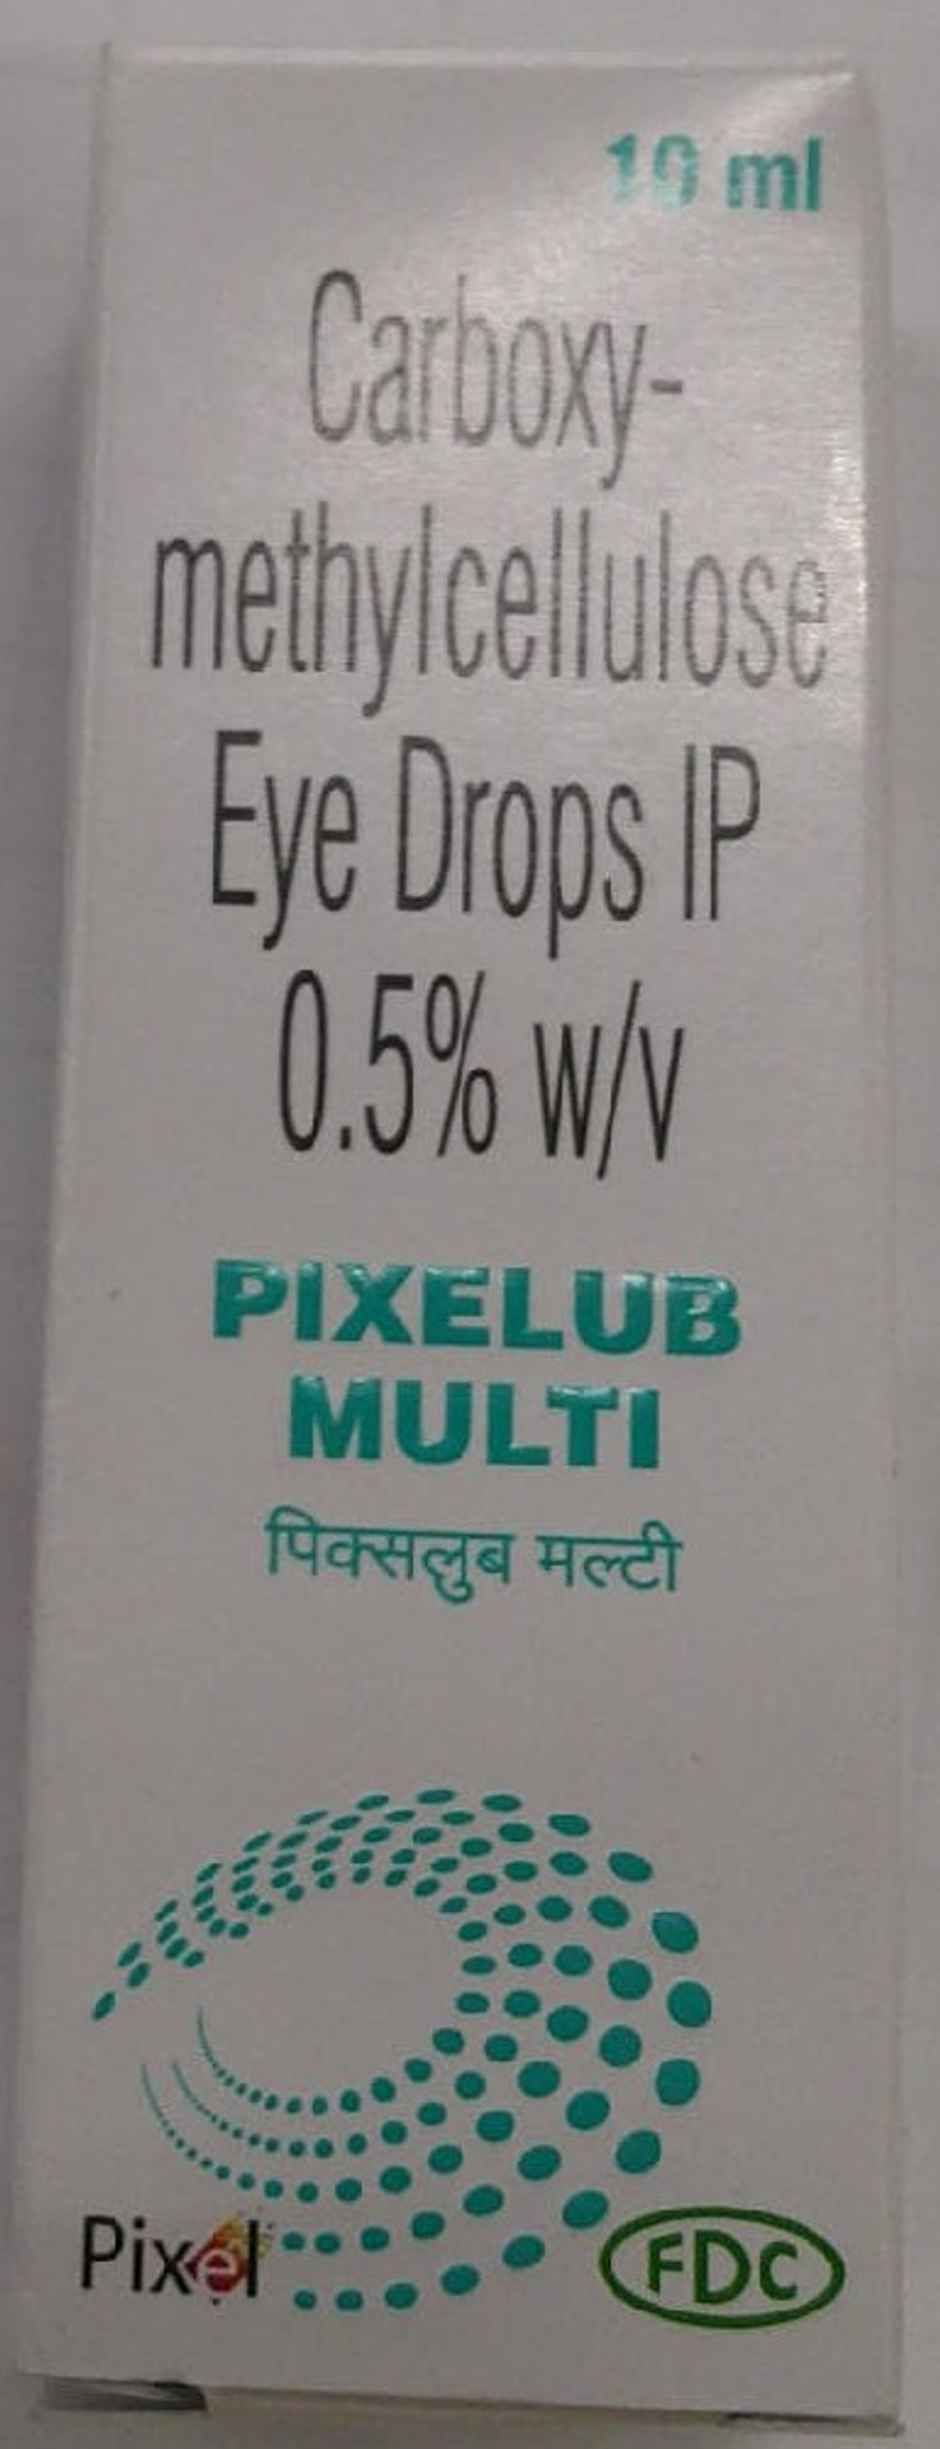 10 ml
Carboxy-
methylcellulose
Eye Drops IP
0.5% w/v
PIXELUB
MULTI
पिक्सलुब मल्टी
Pixel
FDC